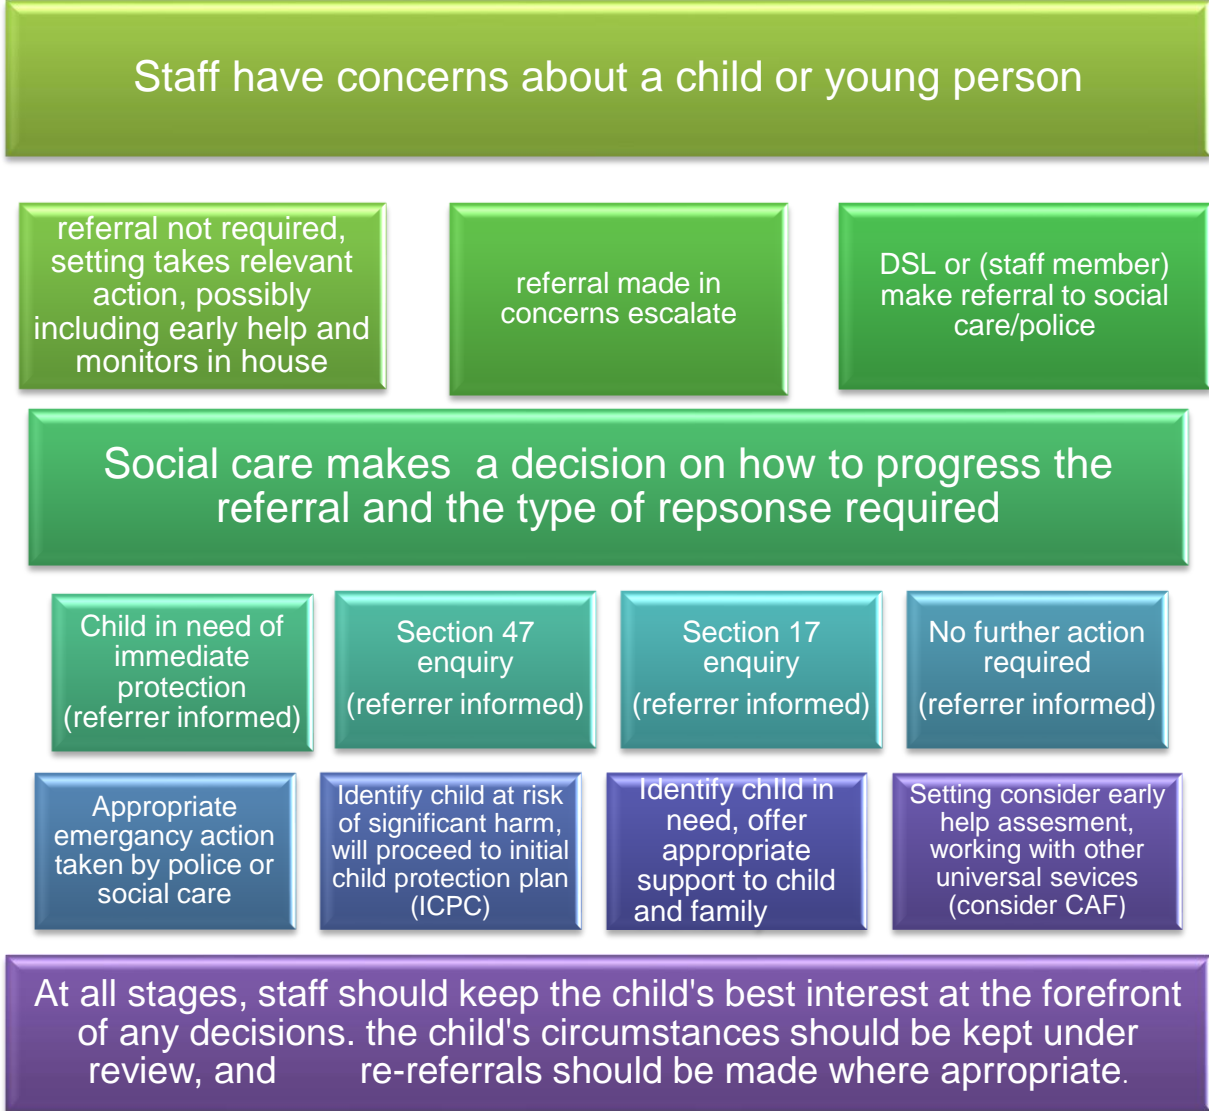 Staff have concerns about a child or young person
referral not required,
setting takes relevant
action, possibly
including early help and
monitors in house
referral made in
concerns escalate
DSL or (staff member)
make referral to social
care/police
Social care makes  a decision on how to progress the
referral and the type of repsonse required
Child in need of
immediate
protection
(referrer informed)
Section 47
enquiry
(referrer informed)
Section 17
enquiry
(referrer informed)
No further action
required
(referrer informed)
Appropriate
emergancy action
taken by police or
social care
Identify child at risk
of significant harm,
will proceed to initial
child protection plan
(ICPC)
Identify chIld in
need, offer
appropriate
support to child
and family
Setting consider early
help assesment,
working with other
universal sevices
(consider CAF)
At all stages, staff should keep the child's best interest at the forefront
of any decisions. the child's circumstances should be kept under
review, and        re-referrals should be made where aprropriate.